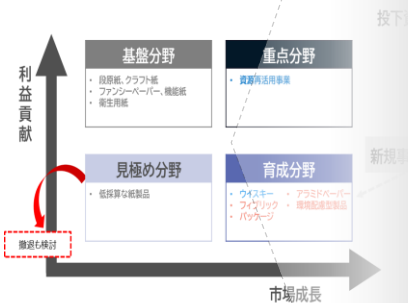 投下
利益貢献
基盤分野
・ 段原紙、クラフト紙
・ ファンシーペーパー、機能紙
・ 衛生用紙
重点分野
・ 資源再活用事業
見極め分野
・ 低採算な紙製品
育成分野
・ ウイスキー
・ フィブリック
・ パッケージ
・ アラミドペーパー
・ 環境配慮型製品
新規
撤退も検討
市場成長